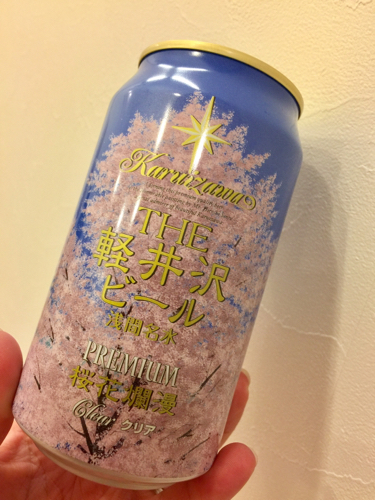 Karuizawa
THE
軽井沢
ビール
浅間名水
PREMIUM
桜花爛漫
Clear クリア